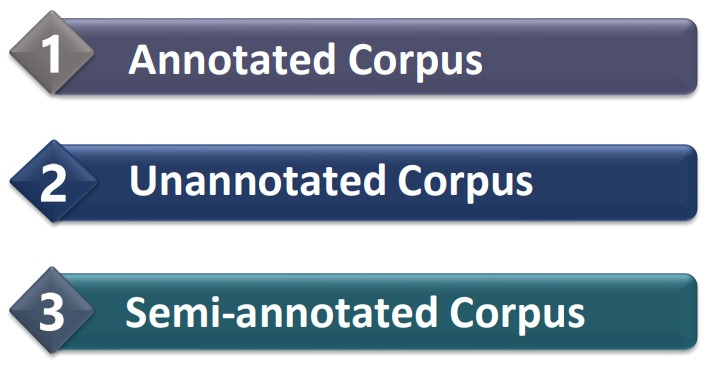 1 Annotated Corpus
2 Unannotated Corpus
3 Semi-annotated Corpus